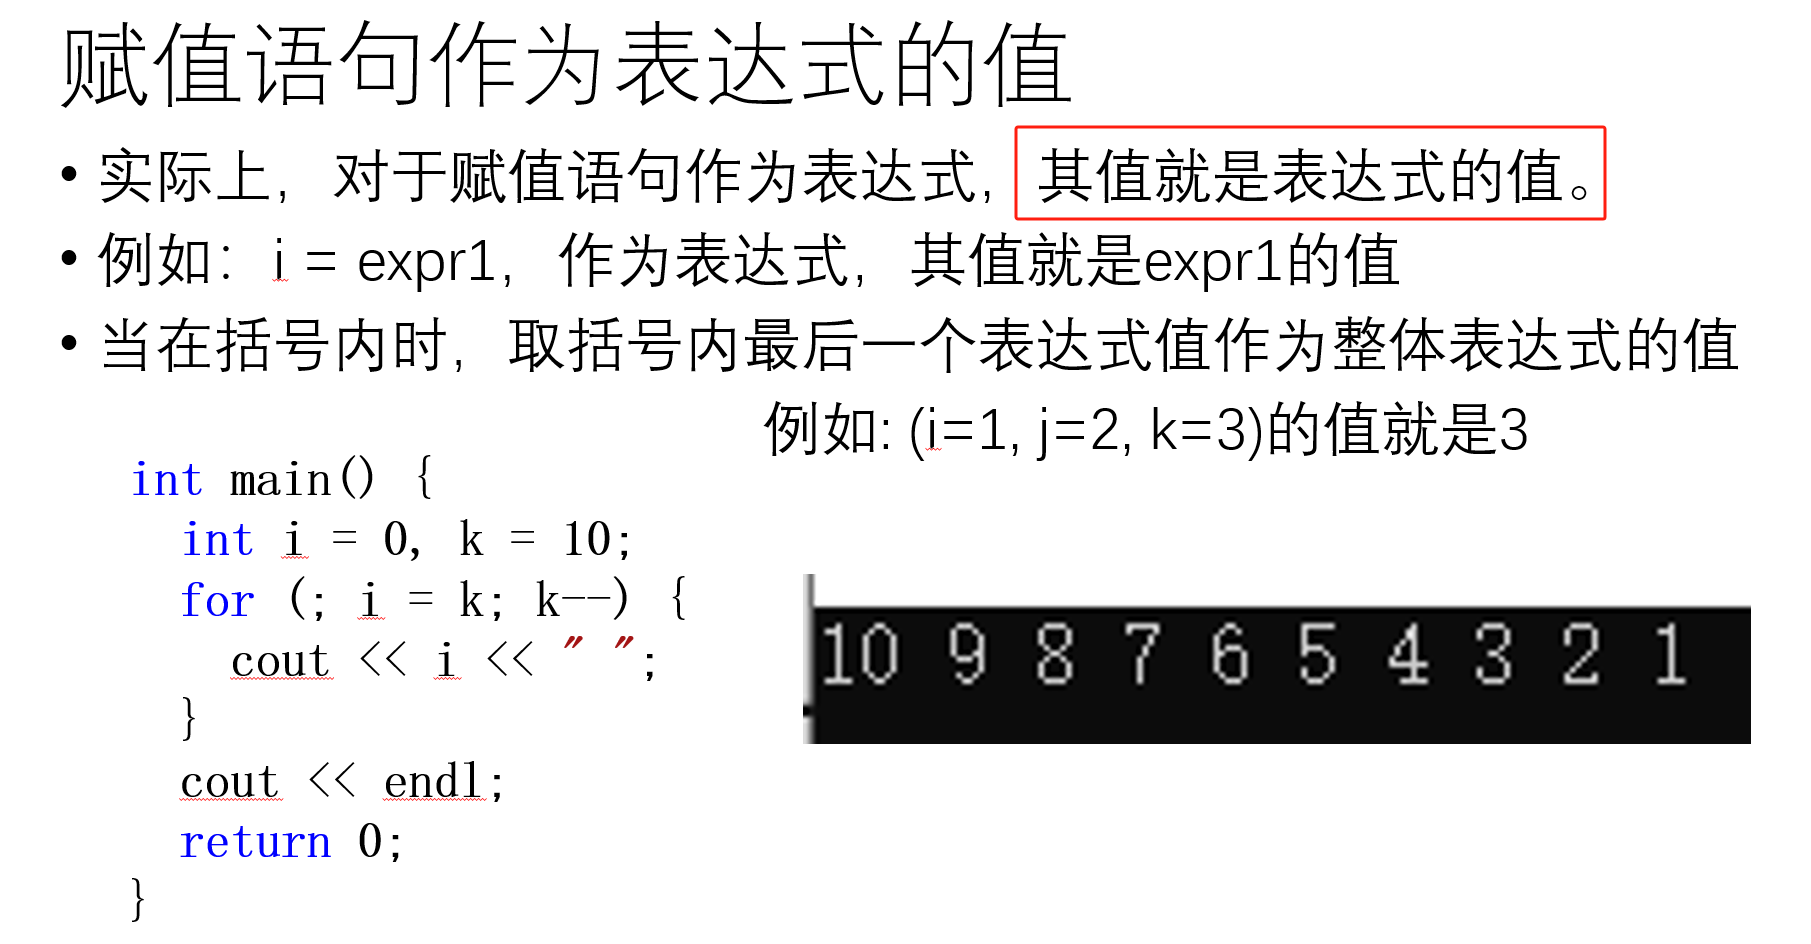 赋值语句作为表达式的值
• 实际上，对于赋值语句作为表达式，其值就是表达式的值。
• 例如：i = expr1，作为表达式，其值就是expr1的值
• 当在括号内时，取括号内最后一个表达式值作为整体表达式的值
例如: (i=1, j=2, k=3)的值就是3
int main() {
int i = 0, k = 10;
for (; i = k; k--) {
cout << i << " ";
}
cout << endl;
return 0;
}
10 9 8 7 6 5 4 3 2 1